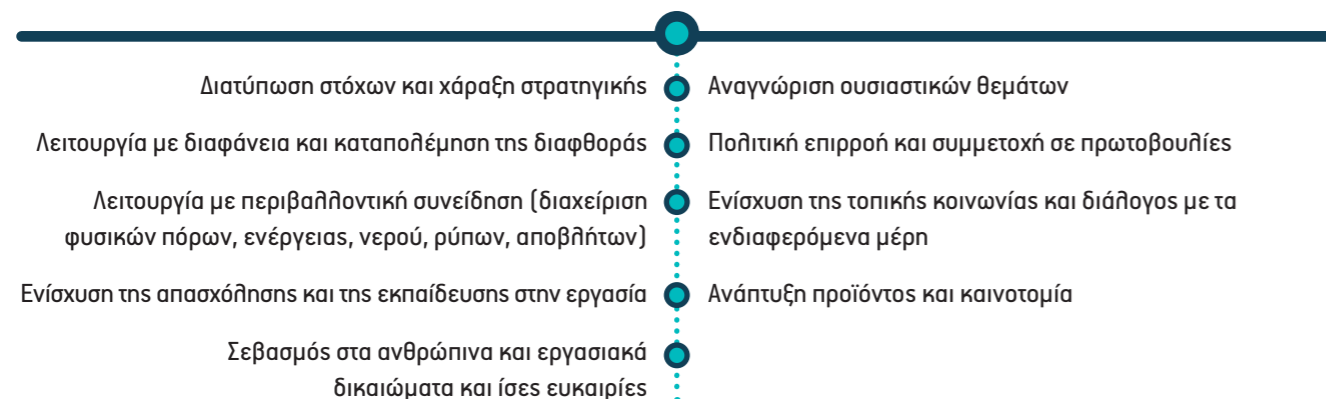 Διατύπωση στόχων και χάραξη στρατηγικής
Αναγνώριση ουσιαστικών θεμάτων
Λειτουργία με διαφάνεια και καταπολέμηση της διαφθοράς
Πολιτική επιρροή και συμμετοχή σε πρωτοβουλίες
Λειτουργία με περιβαλλοντική συνείδηση (διαχείριση
φυσικών πόρων, ενέργειας, νερού, ρύπων, αποβλήτων)
Ενίσχυση της τοπικής κοινωνίας και διάλογος με τα
ενδιαφερόμενα μέρη
Ενίσχυση της απασχόλησης και της εκπαίδευσης στην εργασία
Ανάπτυξη προϊόντος και καινοτομία
Σεβασμός στα ανθρώπινα και εργασιακά
δικαιώματα και ίσες ευκαιρίες